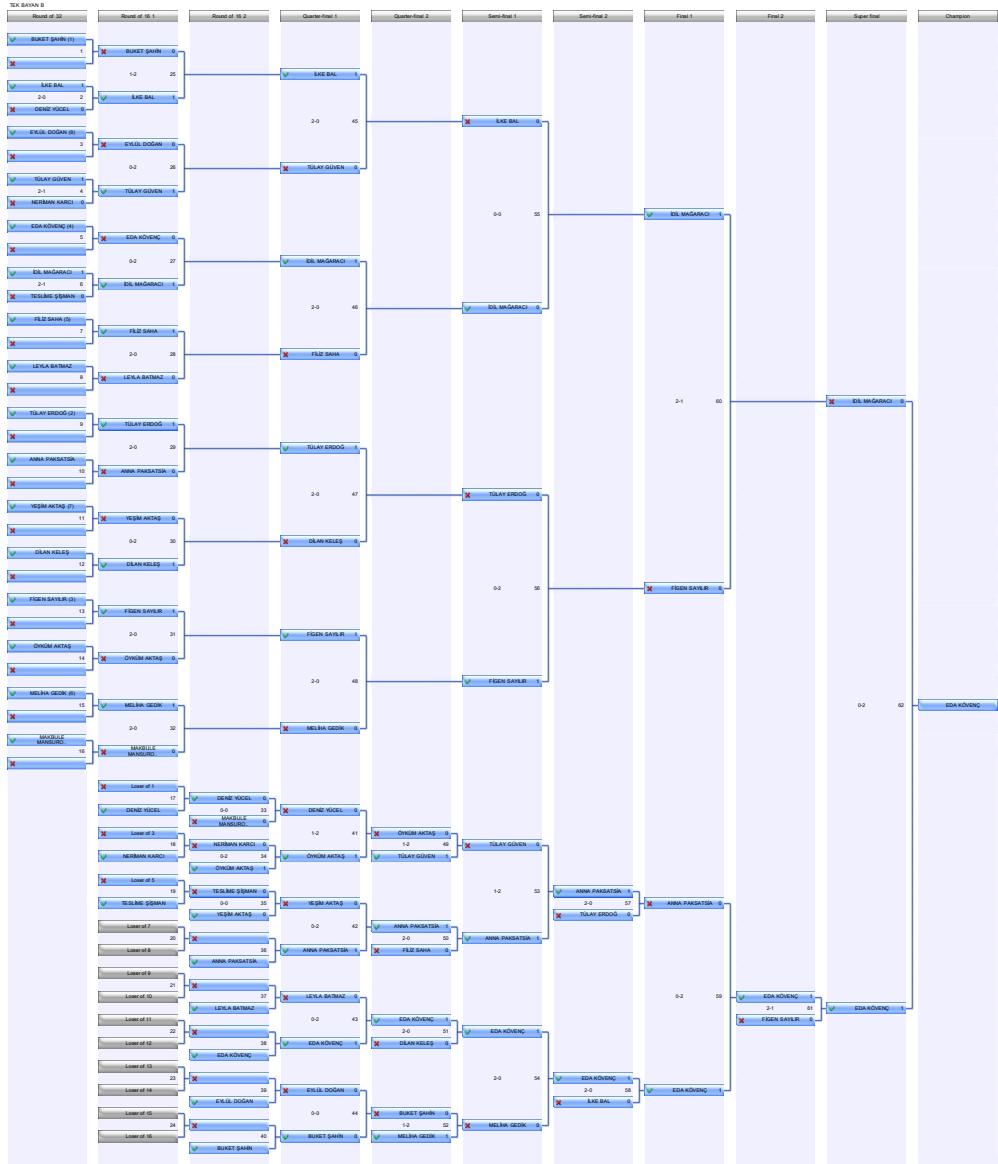 TEK BAYAN B
Round of 32
Round of 16 1
Round of 16 2
Quarter-final 1
Quarter-final 2
Semi-final 1
Semi-final 2
Final 1
Final 2
Super final
Champion
BUKET ŞAHİN (1)
1
İLKE BAL 1
2-0 2
DENİZ YÜCEL 0
EYLÜL DOĞAN (8)
3
TÜLAY GÜVEN 1
2-1 4
NERİMAN KARCI 0
EDA KÖVENÇ (4)
5
İDİL MAĞARACI 1
2-1 6
TESLİME ŞİŞMAN 0
FİLİZ SAHA (5)
7
LEYLA BATMAZ
8
TÜLAY ERDOĞ (2)
9
ANNA PAKSATSİA
10
YEŞİM AKTAŞ (7)
11
DİLAN KELEŞ
12
FİGEN SAYILIR (3)
13
ÖYKÜM AKTAŞ
14
MELİHA GEDİK (6)
15
MAKBULE
MANSURO..
16
BUKET ŞAHİN 0
1-2 25
İLKE BAL 1
EYLÜL DOĞAN 0
0-2 26
TÜLAY GÜVEN 1
EDA KÖVENÇ 0
0-2 27
İDİL MAĞARACI 1
FİLİZ SAHA 1
2-0 28
LEYLA BATMAZ 0
TÜLAY ERDOĞ 1
2-0 29
ANNA PAKSATSİA 0
YEŞİM AKTAŞ 0
0-2 30
DİLAN KELEŞ 1
FİGEN SAYILIR 1
2-0 31
ÖYKÜM AKTAŞ 0
MELİHA GEDİK 1
2-0 32
MAKBULE
MANSURO.. 0
Loser of 1
17
DENİZ YÜCEL
Loser of 3
18
NERİMAN KARCI
Loser of 5
19
TESLİME ŞİŞMAN
Loser of 7
20
Loser of 8
Loser of 9
21
Loser of 10
Loser of 11
22
Loser of 12
Loser of 13
23
Loser of 14
Loser of 15
24
Loser of 16
DENİZ YÜCEL 0
0-0 33
MAKBULE
MANSURO.. 0
NERİMAN KARCI 0
0-2 34
ÖYKÜM AKTAŞ 1
TESLİME ŞİŞMAN 0
0-0 35
YEŞİM AKTAŞ 0
36
ANNA PAKSATSİA
37
LEYLA BATMAZ
38
EDA KÖVENÇ
39
EYLÜL DOĞAN
40
BUKET ŞAHİN
İLKE BAL 1
2-0 45
TÜLAY GÜVEN 0
İDİL MAĞARACI 1
2-0 46
FİLİZ SAHA 0
TÜLAY ERDOĞ 1
2-0 47
DİLAN KELEŞ 0
FİGEN SAYILIR 1
2-0 48
MELİHA GEDİK 0
DENİZ YÜCEL 0
1-2 41
ÖYKÜM AKTAŞ 1
YEŞİM AKTAŞ 0
0-2 42
ANNA PAKSATSİA 1
LEYLA BATMAZ 0
0-2 43
EDA KÖVENÇ 1
EYLÜL DOĞAN 0
0-0 44
BUKET ŞAHİN 0
ÖYKÜM AKTAŞ 0
1-2 49
TÜLAY GÜVEN 1
ANNA PAKSATSİA 1
2-0 50
FİLİZ SAHA 0
EDA KÖVENÇ 1
2-0 51
DİLAN KELEŞ 0
BUKET ŞAHİN 0
1-2 52
MELİHA GEDİK 1
İLKE BAL 0
0-0 55
İDİL MAĞARACI 0
TÜLAY ERDOĞ 0
0-2 56
FİGEN SAYILIR 1
TÜLAY GÜVEN 0
1-2 53
ANNA PAKSATSİA 1
EDA KÖVENÇ 1
2-0 54
MELİHA GEDİK 0
ANNA PAKSATSİA 1
2-0 57
TÜLAY ERDOĞ 0
EDA KÖVENÇ 1
2-0 58
İLKE BAL 0
İDİL MAĞARACI 1
2-1 60
FİGEN SAYILIR 0
ANNA PAKSATSİA 0
0-2 59
EDA KÖVENÇ 1
EDA KÖVENÇ 1
2-1 61
FİGEN SAYILIR 0
İDİL MAĞARACI 0
0-2 62
EDA KÖVENÇ 1
EDA KÖVENÇ